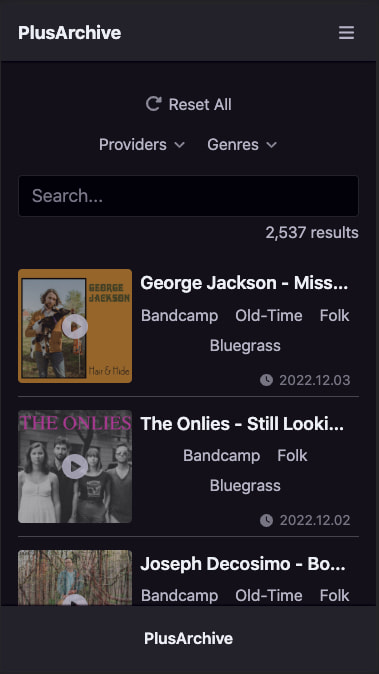 PlusArchive
Reset All
Providers Genres
Search...
2,537 results
GEORGE
JACKSON
Hair & Hide
George Jackson - Miss...
Bandcamp Old-Time Folk
Bluegrass
2022.12.03
THE ONLIES
The Onlies - Still Looki...
Bandcamp Folk
Bluegrass
2022.12.02
Joseph Decosimo - Bo...
Bandcamp Old-Time Folk
PlusArchive